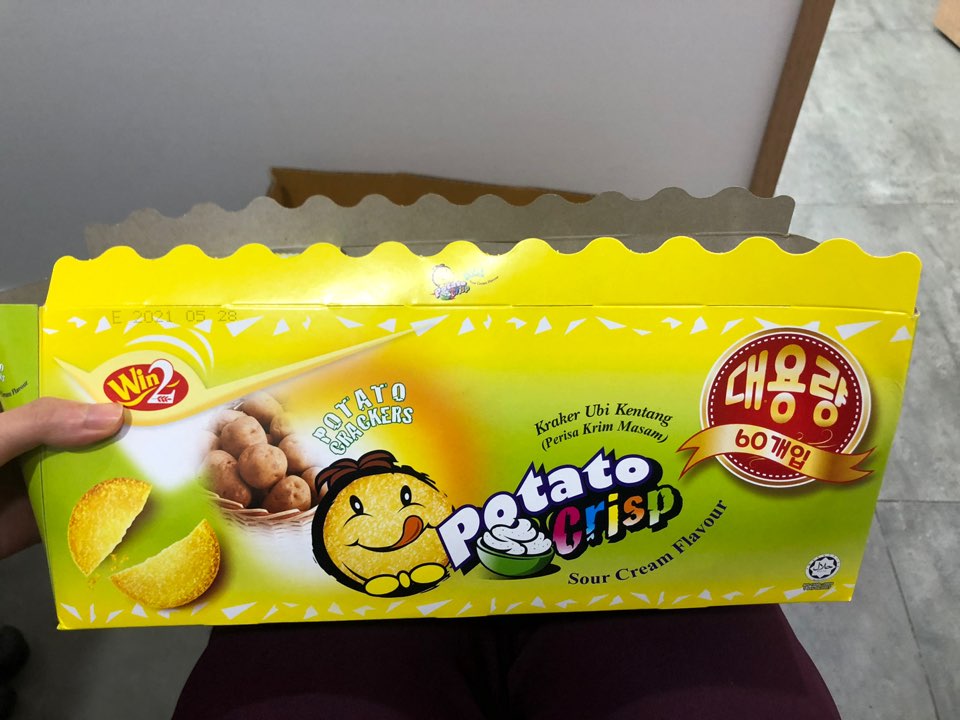 E 2021 05 28
Win2
POTATO
CRACKERS
Kraker Ubi Kentang
(Perisa Krim Masam)
대용량
60개입
Potato
Crisp
Sour Cream Flavour